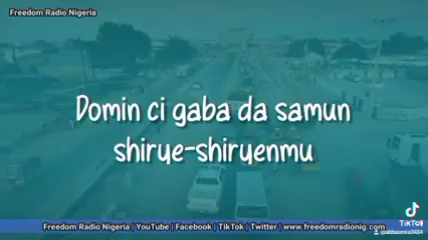 Freedom Radio Nigeria
Domin ci gaba da samun
shirye-shiryenmu
TikTok
Freedom Radio Nigeria | YouTube | Facebook | TikTok | Twitter | www.freedomradionig.com